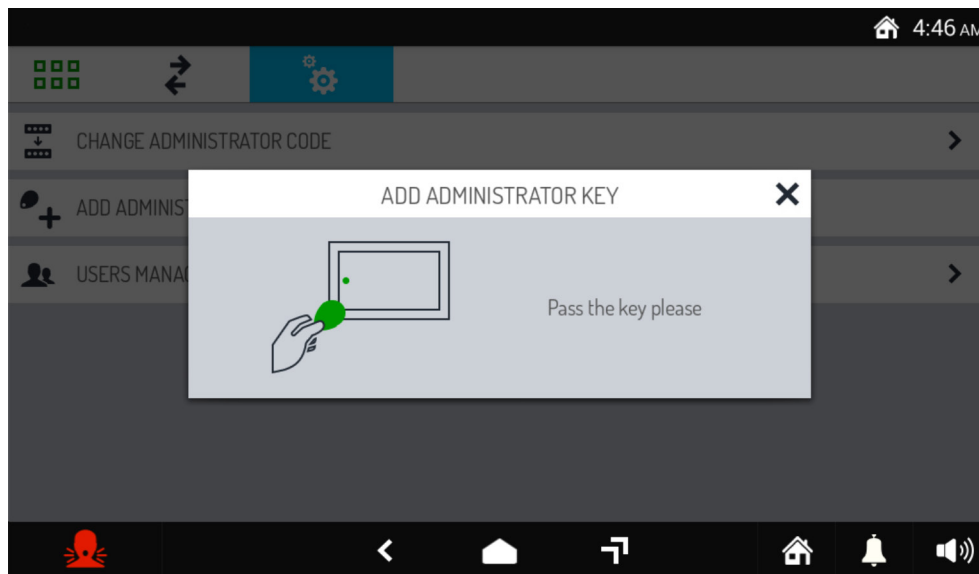 4:46 AM
CHANGE ADMINISTRATOR CODE
ADD ADMINISTRATOR KEY
ADD ADMINIS
Pass the key please
USERS MANA